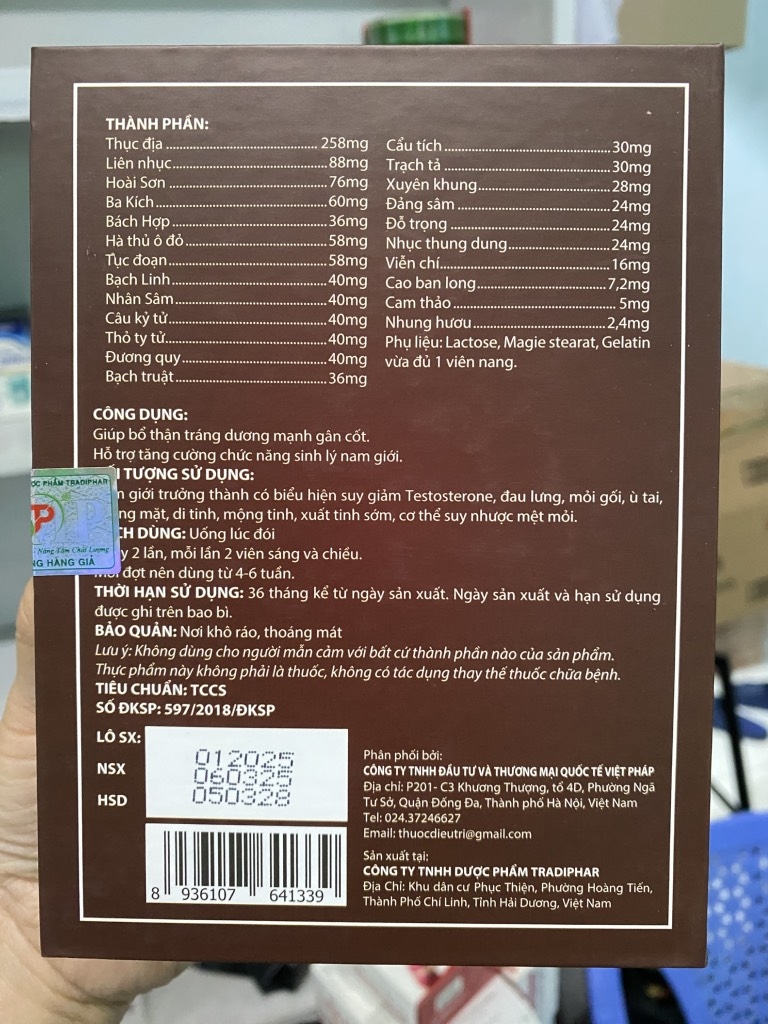 THÀNH PHẦN:
Thục địa ........ 258mg
Liên nhục ........ 88mg
Hoài Sơn ........ 76mg
Ba Kích ........ 60mg
Bách Hợp ........ 36mg
Hà thủ ô đỏ ........ 58mg
Tục đoạn ........ 58mg
Bạch Linh ........ 40mg
Nhân Sâm ........ 40mg
Câu kỷ tử ........ 40mg
Thỏ ty tử ........ 40mg
Đương quy ........ 40mg
Bạch truật ........ 36mg
Cẩu tích ........ 30mg
Trạch tả ........ 30mg
Xuyên khung ........ 28mg
Đảng sâm ........ 24mg
Đỗ trọng ........ 24mg
Nhục thung dung ........ 24mg
Viễn chí ........ 16mg
Cao ban long ........ 7,2mg
Cam thảo ........ 5mg
Nhung hươu ........ 2,4mg
Phụ liệu: Lactose, Magie stearat, Gelatin
vừa đủ 1 viên nang.
CÔNG DỤNG:
Giúp bổ thận tráng dương mạnh gân cốt.
Hỗ trợ tăng cường chức năng sinh lý nam giới.
TƯỢNG SỬ DỤNG:
giới trưởng thành có biểu hiện suy giảm Testosterone, đau lưng, mỏi gối, ù tai,
mặt, di tinh, mộng tinh, xuất tinh sớm, cơ thể suy nhược mệt mỏi.
DÙNG: Uống lúc đói
2 lần, mỗi lần 2 viên sáng và chiều.
đợt nên dùng từ 4-6 tuần.
THỜI HẠN SỬ DỤNG: 36 tháng kể từ ngày sản xuất. Ngày sản xuất và hạn sử dụng
được ghi trên bao bì.
BẢO QUẢN: Nơi khô ráo, thoáng mát
Lưu ý: Không dùng cho người mẫn cảm với bất cứ thành phần nào của sản phẩm.
Thực phẩm này không phải là thuốc, không có tác dụng thay thế thuốc chữa bệnh.
TIÊU CHUẨN: TCCS
SỐ ĐKSP: 597/2018/ĐKSP
LÔ SX: 012025
NSX 060325
HSD 050328
8 936107 641339
Phân phối bởi:
CÔNG TY TNHH ĐẦU TƯ VÀ THƯƠNG MẠI QUỐC TẾ VIỆT PHÁP
Địa chỉ: P201- C3 Khương Thượng, tổ 4D, Phường Ngã
Tư Sở, Quận Đống Đa, Thành phố Hà Nội, Việt Nam
Tel: 024.37246627
Email: thuocdieutri@gmail.com
Sản xuất tại:
CÔNG TY TNHH DƯỢC PHẨM TRADIPHAR
Địa Chỉ: Khu dân cư Phục Thiện, Phường Hoàng Tiến,
Thành Phố Chí Linh, Tỉnh Hải Dương, Việt Nam
PHẨM TRADIPHAR
TP
Nâng Tầm Chất Lượng
HÀNG GIẢ